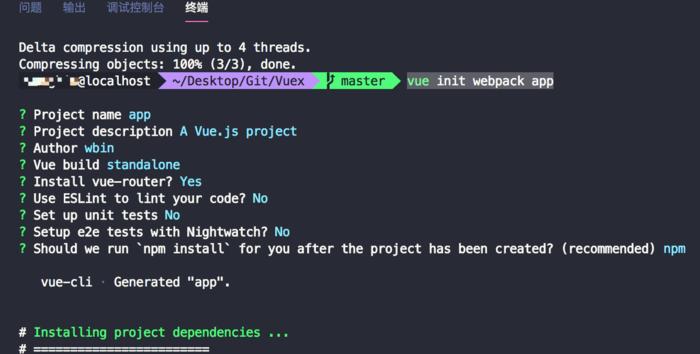 问题 输出 调试控制台 终端
Delta compression using up to 4 threads.
Compressing objects: 100% (3/3), done.
@localhost ~/Desktop/Git/Vuex master vue init webpack app
? Project name app
? Project description A Vue.js project
? Author wbin
? Vue build standalone
? Install vue-router? Yes
? Use ESLint to lint your code? No
? Set up unit tests No
? Setup e2e tests with Nightwatch? No
? Should we run `npm install` for you after the project has been created? (recommended) npm
vue-cli · Generated "app".
# Installing project dependencies ...
# ========================